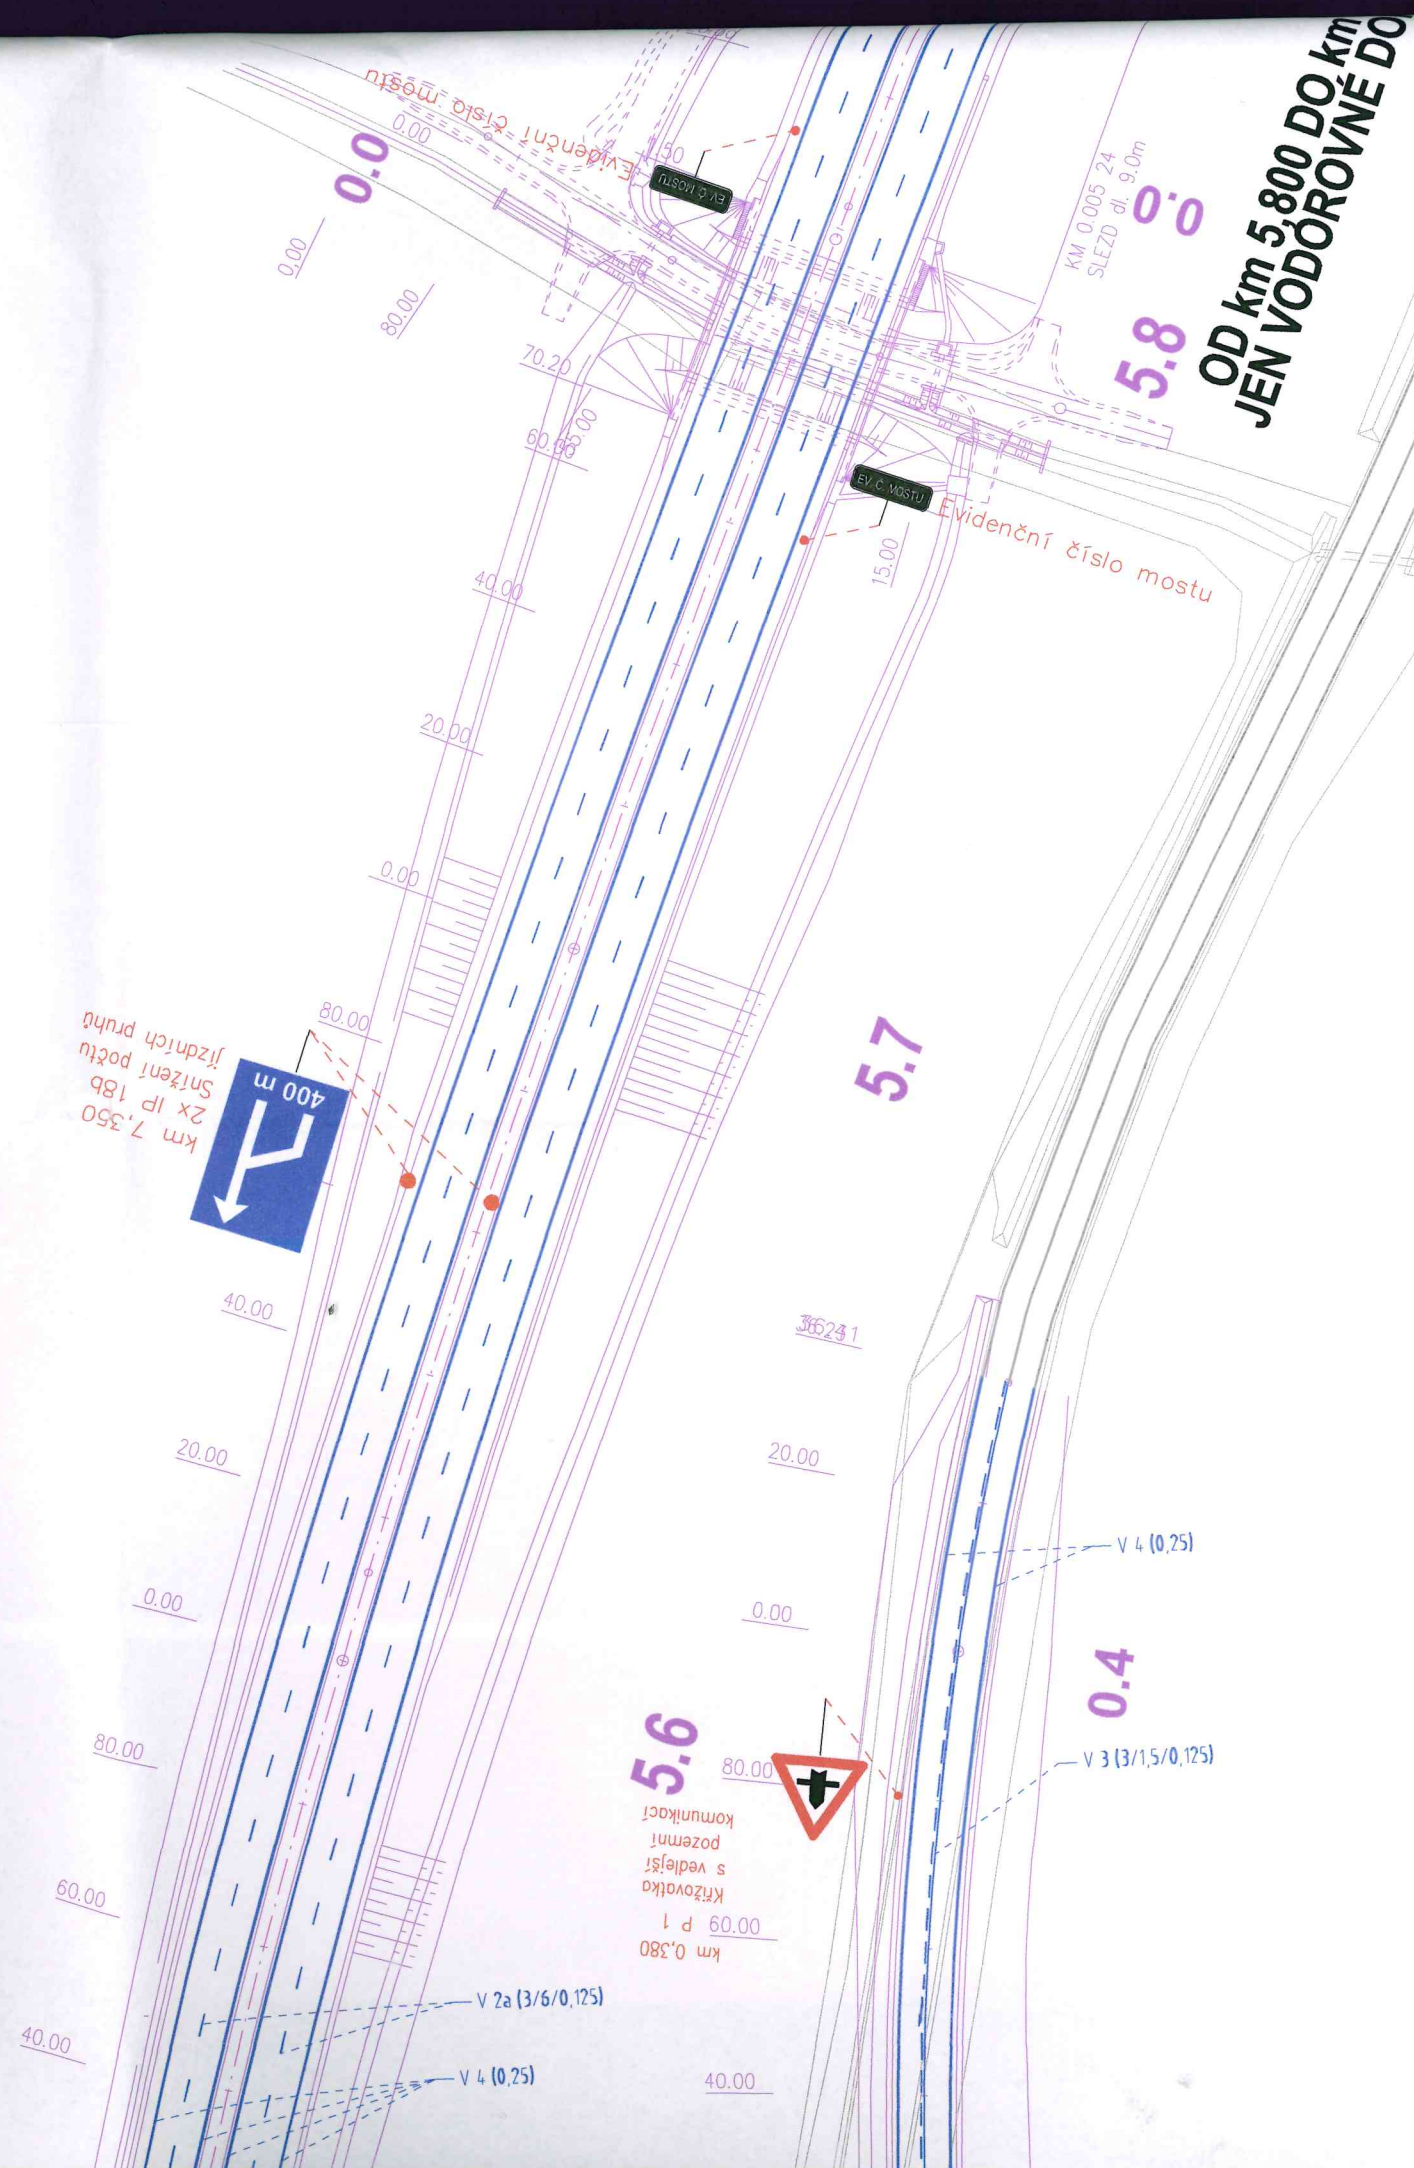 OD km 5,800 DO km
JEN VODOROVNÉ DO
Evidenční číslo mostu
EV. Č. MOSTU
0.0
0.00
7.50
0.00
80.00
70.20
60.00
40.00
20.00
0.00
80.00
KM 0.005 24
SLEZD dl. 9.0m
0.0
5.8
EV. Č. MOSTU
Evidenční číslo mostu
15.00
400 m
km 7,350
2x IP 18b
Snížení počtu
jízdních pruhů
5.7
40.00
20.00
0.00
80.00
60.00
40.00
20.00
0.00
V 4 (0,25)
0.4
V 3 (3/1,5/0,125)
5.6
80.00
km 0,380
P 1
Křižovatka
s vedlejší
pozemní
komunikací
60.00
40.00
V 2a (3/6/0,125)
V 4 (0,25)